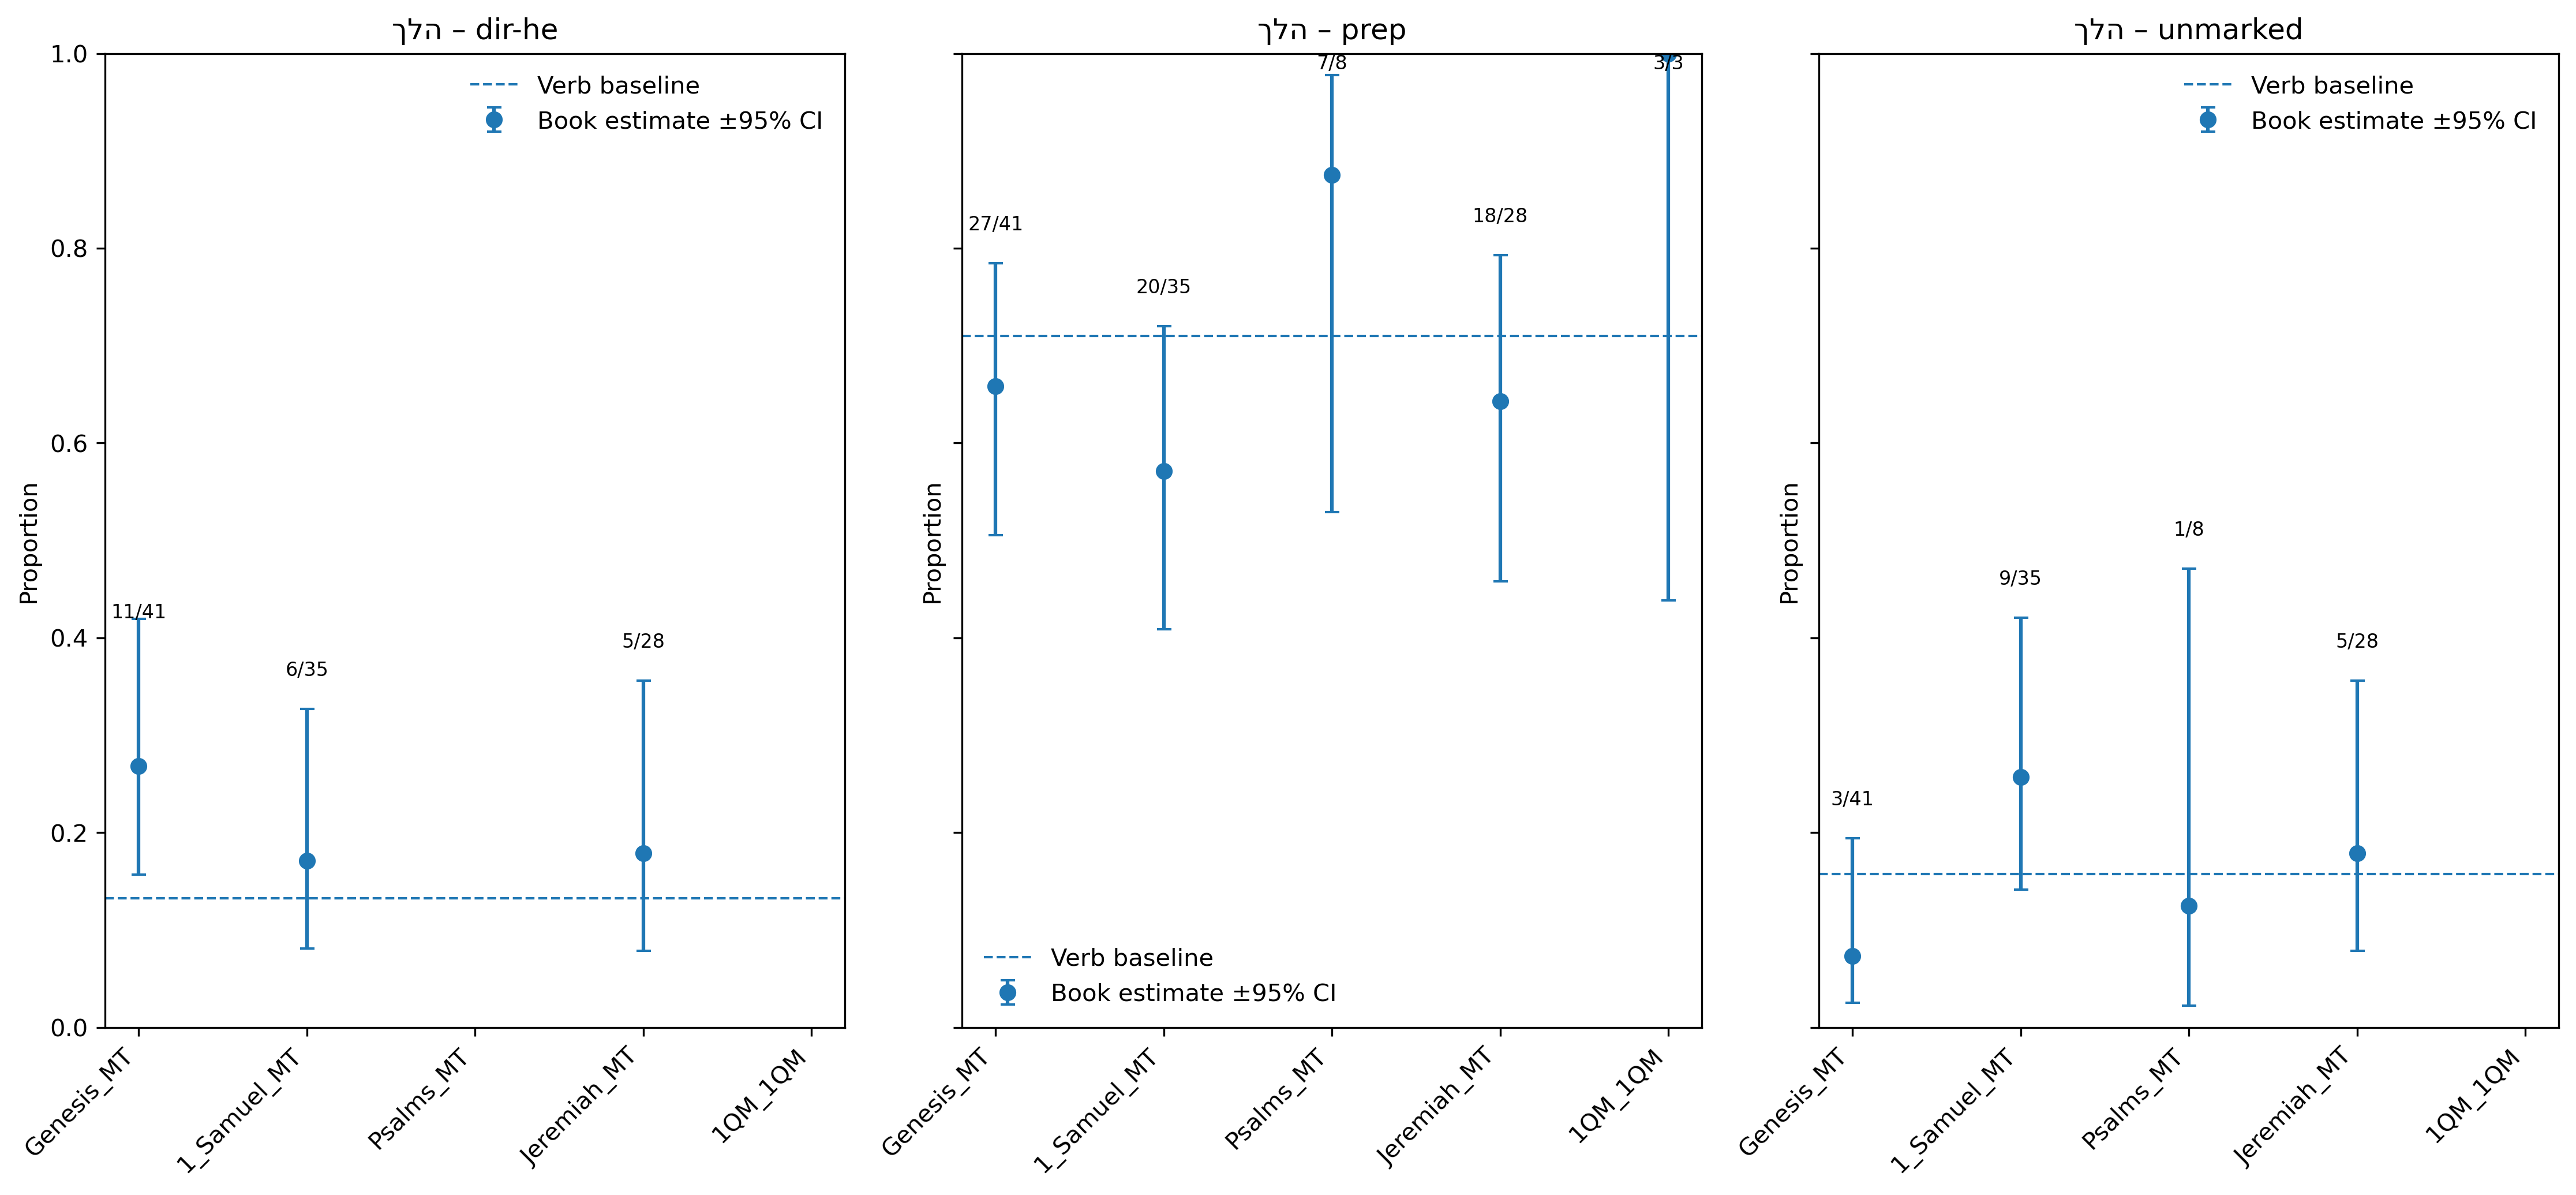 הלך – dir-he
1.0
0.8
0.6
0.4
0.2
0.0
Proportion
Verb baseline
Book estimate ±95% CI
11/41
6/35
5/28
Genesis_MT
1_Samuel_MT
Psalms_MT
Jeremiah_MT
1QM_1QM
הלך – prep
Proportion
27/41
20/35
7/8
18/28
3/3
Verb baseline
Book estimate ±95% CI
Genesis_MT
1_Samuel_MT
Psalms_MT
Jeremiah_MT
1QM_1QM
הלך – unmarked
Proportion
Verb baseline
Book estimate ±95% CI
3/41
9/35
1/8
5/28
Genesis_MT
1_Samuel_MT
Psalms_MT
Jeremiah_MT
1QM_1QM